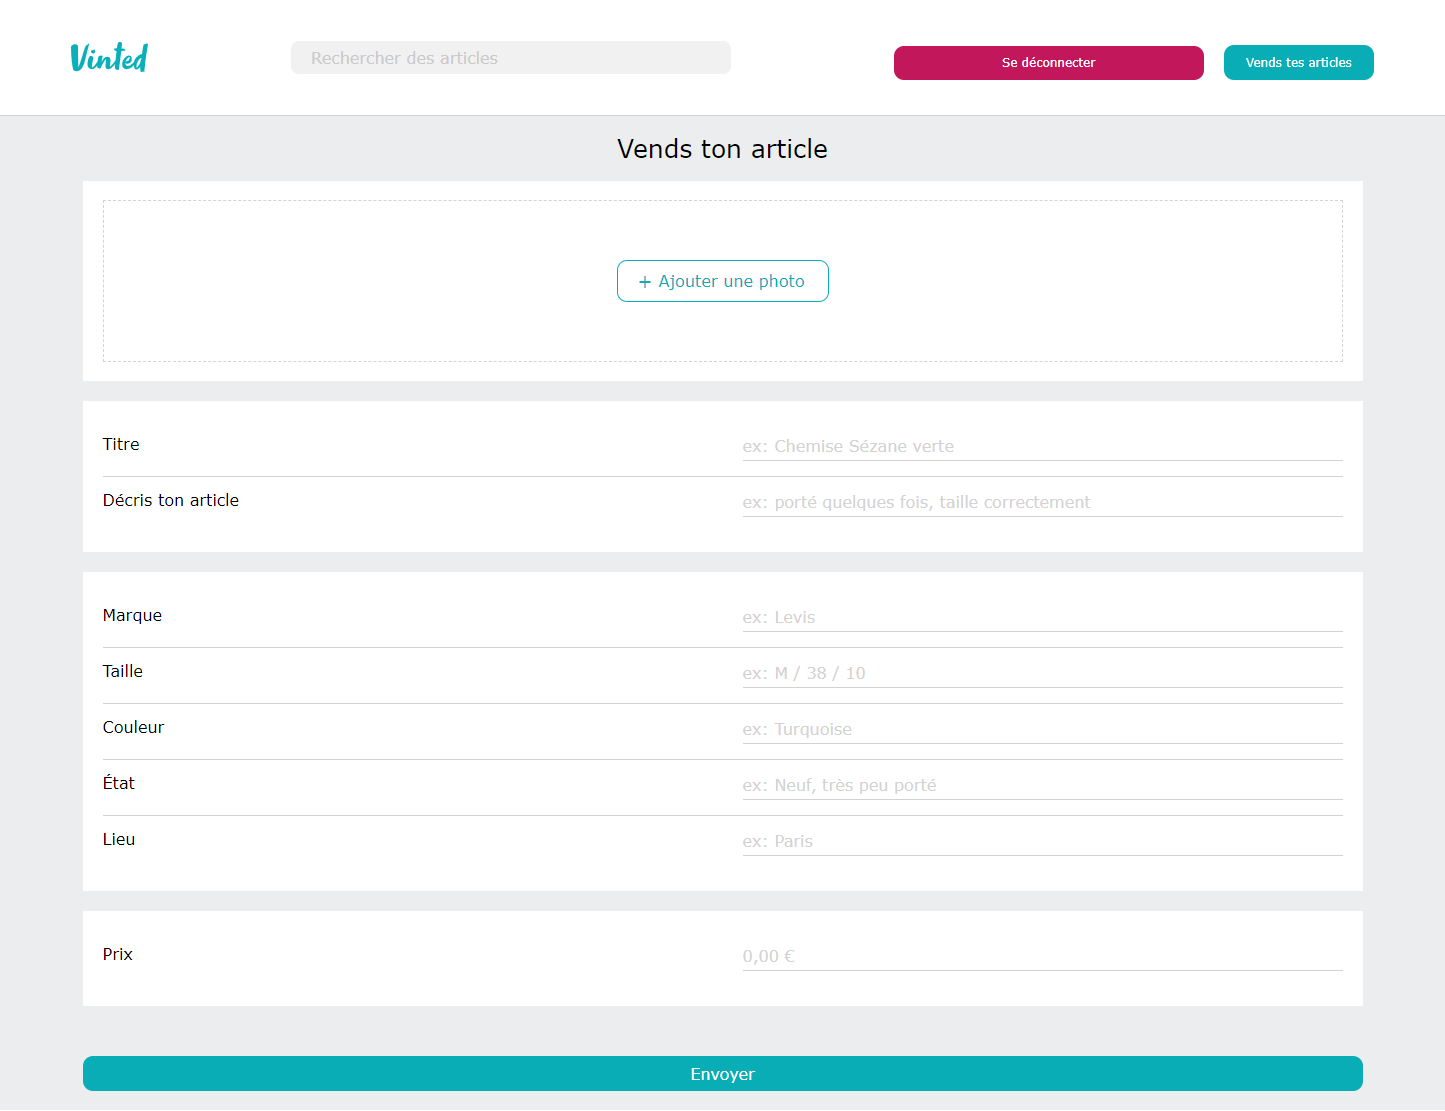 Vinted
Rechercher des articles
Se déconnecter
Vends tes articles
Vends ton article
+ Ajouter une photo
Titre
ex: Chemise Sézane verte
Décris ton article
ex: porté quelques fois, taille correctement
Marque
ex: Levis
Taille
ex: M / 38 / 10
Couleur
ex: Turquoise
État
ex: Neuf, très peu porté
Lieu
ex: Paris
Prix
0,00 €
Envoyer